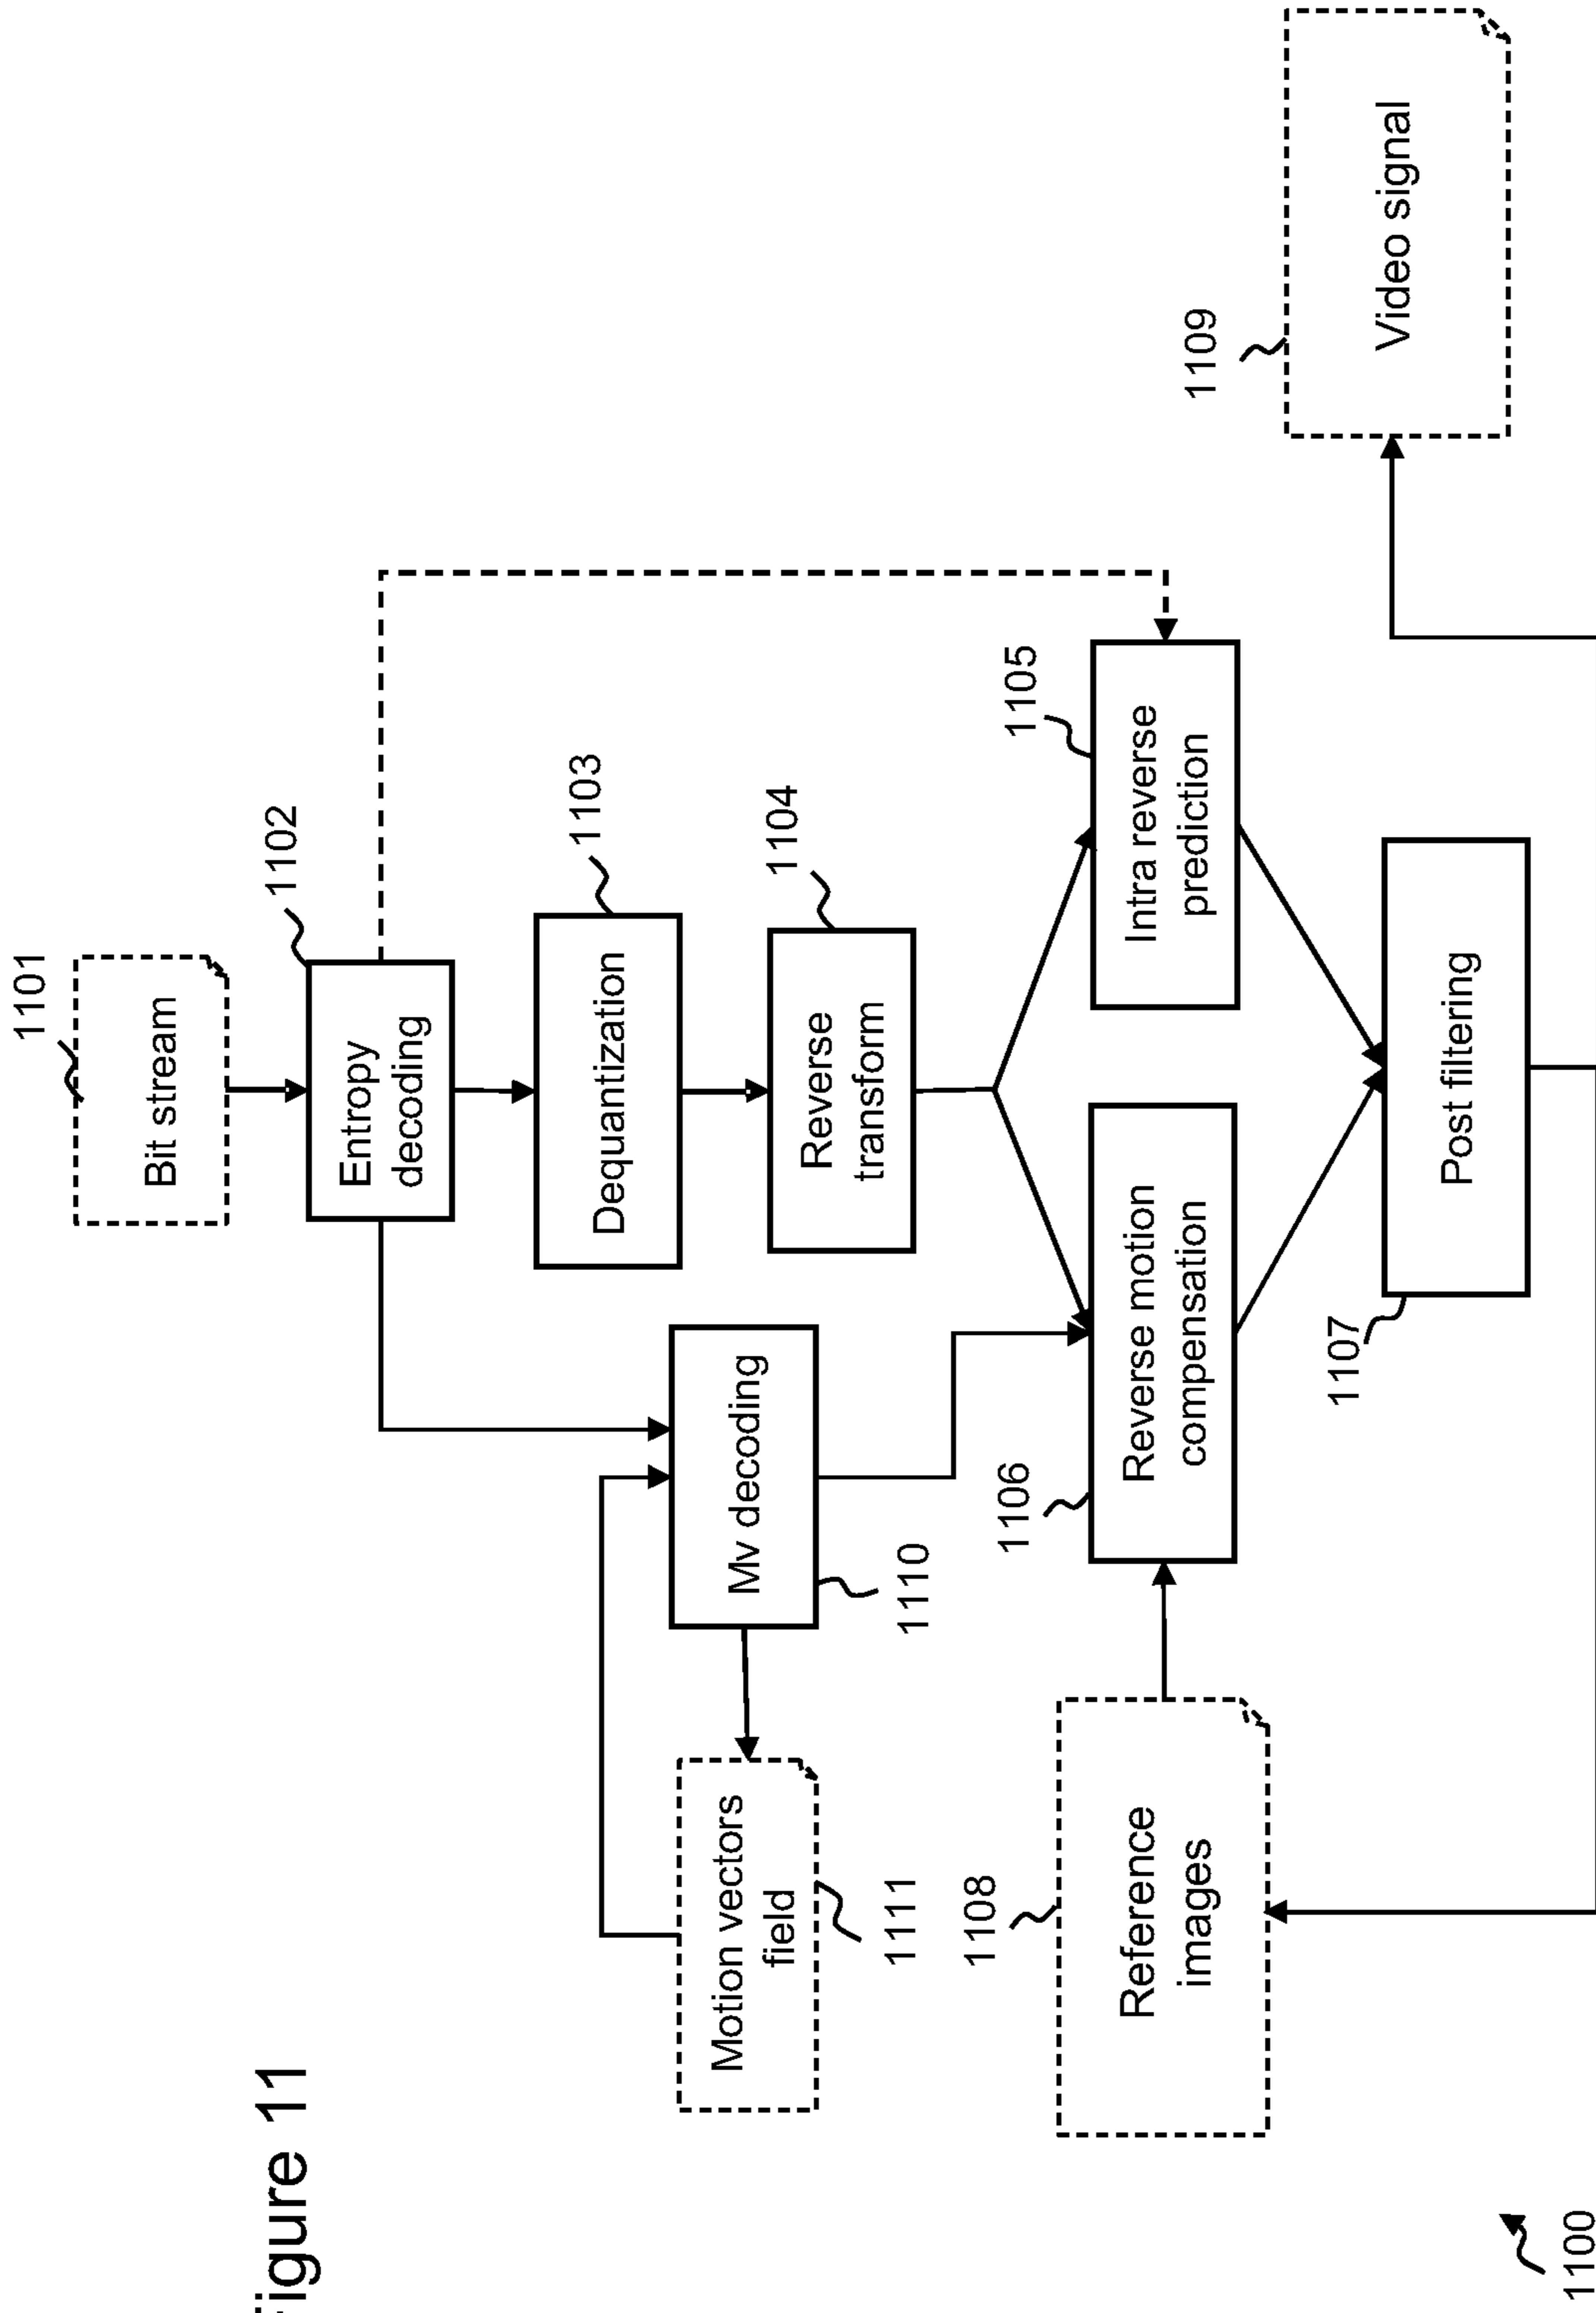 Figure 11
1101
Bit stream
1102
Entropy
decoding
1103
Dequantization
1104
Reverse
transform
1105
Intra reverse
prediction
Mv decoding
1110
Motion vectors
field
1111
1106
Reverse motion
compensation
1108
Reference
images
1107
Post filtering
1109
Video signal
1100